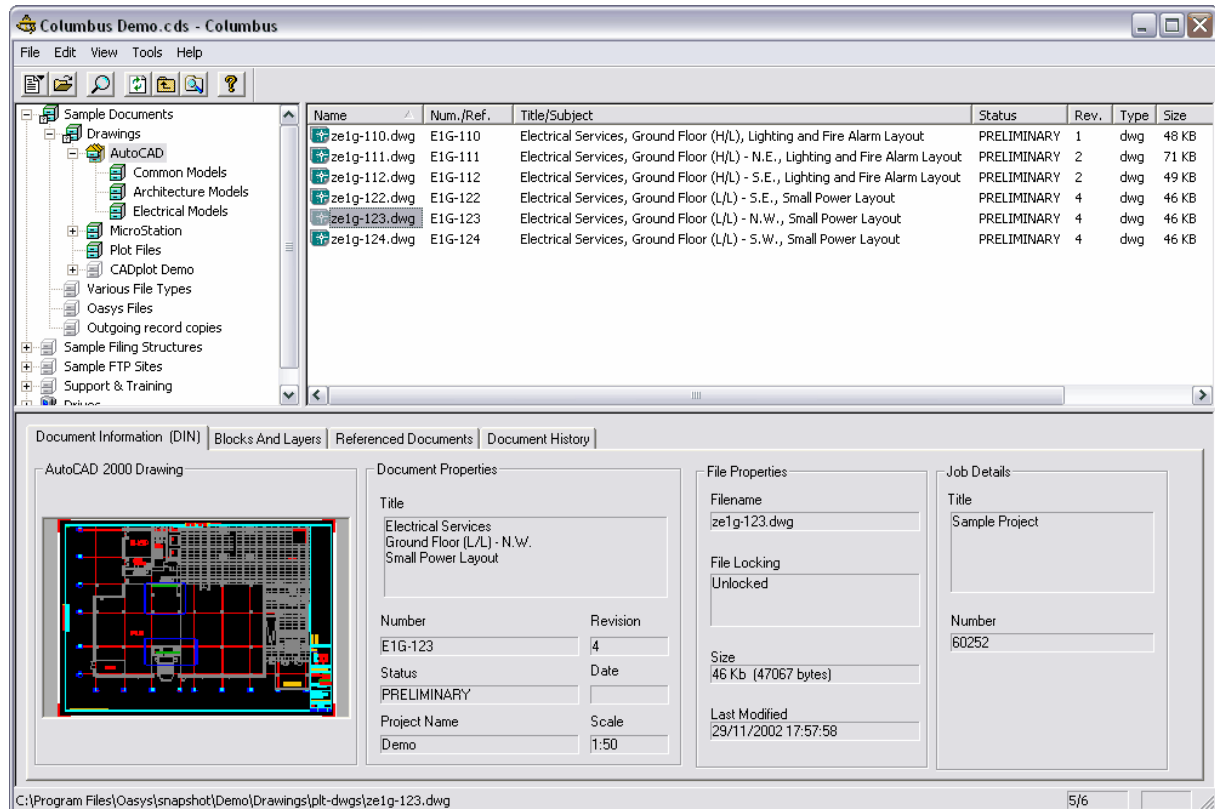 Columbus Demo.cds - Columbus
File Edit View Tools Help
Sample Documents
Drawings
AutoCAD
Common Models
Architecture Models
Electrical Models
MicroStation
Plot Files
CADplot Demo
Various File Types
Oasys Files
Outgoing record copies
Sample Filing Structures
Sample FTP Sites
Support & Training
Drives
Name Num./Ref. Title/Subject Status Rev. Type Size
ze1g-110.dwg E1G-110 Electrical Services, Ground Floor (H/L), Lighting and Fire Alarm Layout PRELIMINARY 1 dwg 48 KB
ze1g-111.dwg E1G-111 Electrical Services, Ground Floor (H/L) - N.E., Lighting and Fire Alarm Layout PRELIMINARY 2 dwg 71 KB
ze1g-112.dwg E1G-112 Electrical Services, Ground Floor (H/L) - S.E., Lighting and Fire Alarm Layout PRELIMINARY 2 dwg 49 KB
ze1g-122.dwg E1G-122 Electrical Services, Ground Floor (L/L) - S.E., Small Power Layout PRELIMINARY 4 dwg 46 KB
ze1g-123.dwg E1G-123 Electrical Services, Ground Floor (L/L) - N.W., Small Power Layout PRELIMINARY 4 dwg 46 KB
ze1g-124.dwg E1G-124 Electrical Services, Ground Floor (L/L) - S.W., Small Power Layout PRELIMINARY 4 dwg 46 KB
Document Information (DIN) Blocks And Layers Referenced Documents Document History
AutoCAD 2000 Drawing
Document Properties
Title
Electrical Services
Ground Floor (L/L) - N.W.
Small Power Layout
Number Revision
E1G-123 4
Status Date
PRELIMINARY
Project Name Scale
Demo 1:50
File Properties
Filename
ze1g-123.dwg
File Locking
Unlocked
Size
46 Kb (47067 bytes)
Last Modified
29/11/2002 17:57:58
Job Details
Title
Sample Project
Number
60252
C:\Program Files\Oasys\snapshot\Demo\Drawings\plt-dwgs\ze1g-123.dwg 5/6